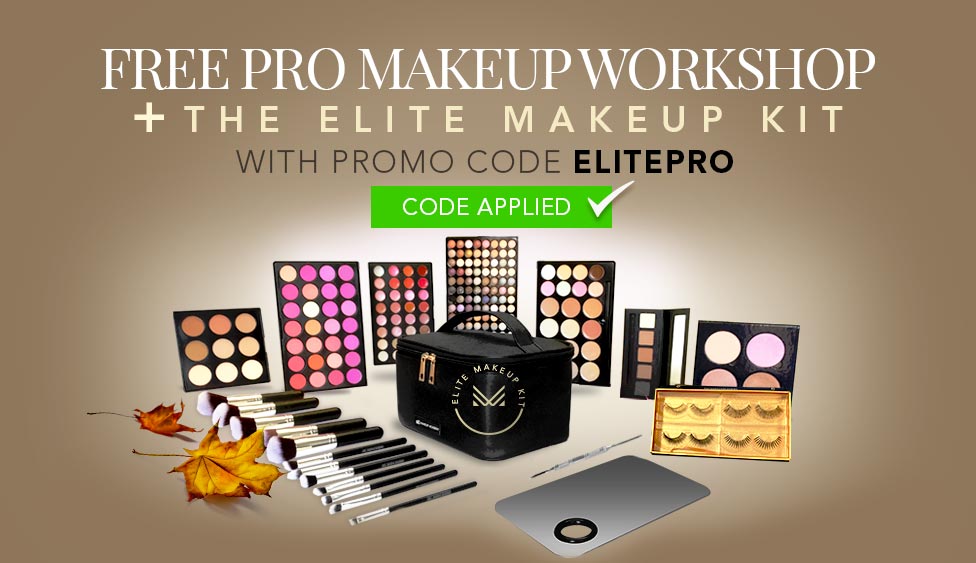 FREE PRO MAKEUP WORKSHOP
+ THE ELITE MAKEUP KIT
WITH PROMO CODE ELITEPRO
CODE APPLIED
ELITE MAKEUP KIT